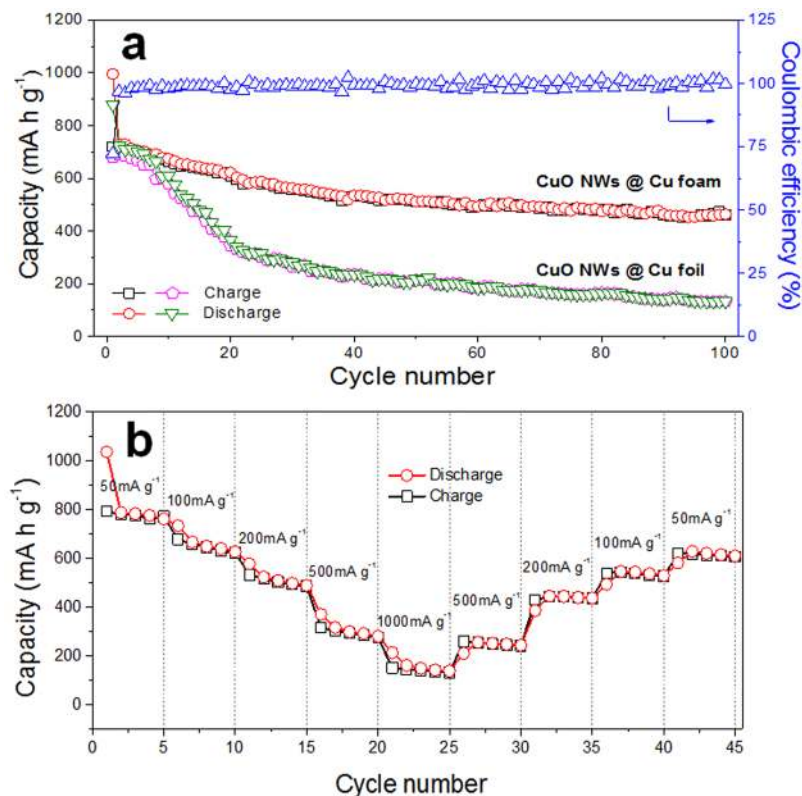 a
1200
1000
800
600
400
200
0
Capacity (mA h g⁻¹)
125
100
75
50
25
0
Coulombic efficiency (%)
CuO NWs @ Cu foam
CuO NWs @ Cu foil
Charge
Discharge
0 20 40 60 80 100
Cycle number
b
1200
1000
800
600
400
200
0
Capacity (mA h g⁻¹)
Discharge
Charge
50mA g⁻¹
100mA g⁻¹
200mA g⁻¹
500mA g⁻¹
1000mA g⁻¹
500mA g⁻¹
200mA g⁻¹
100mA g⁻¹
50mA g⁻¹
0 5 10 15 20 25 30 35 40 45
Cycle number